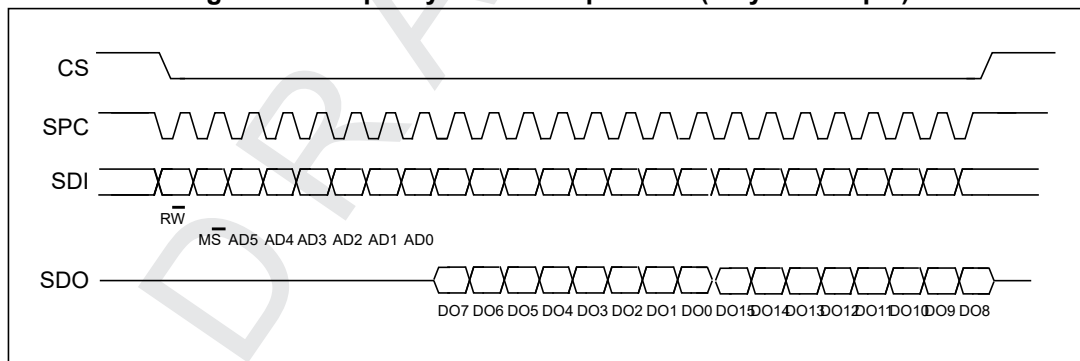 CS
SPC
SDI
RW
MS AD5 AD4 AD3 AD2 AD1 AD0
SDO
DO7 DO6 DO5 DO4 DO3 DO2 DO1 DO0 DO15 DO14 DO13 DO12 DO11 DO10 DO9 DO8
DRA